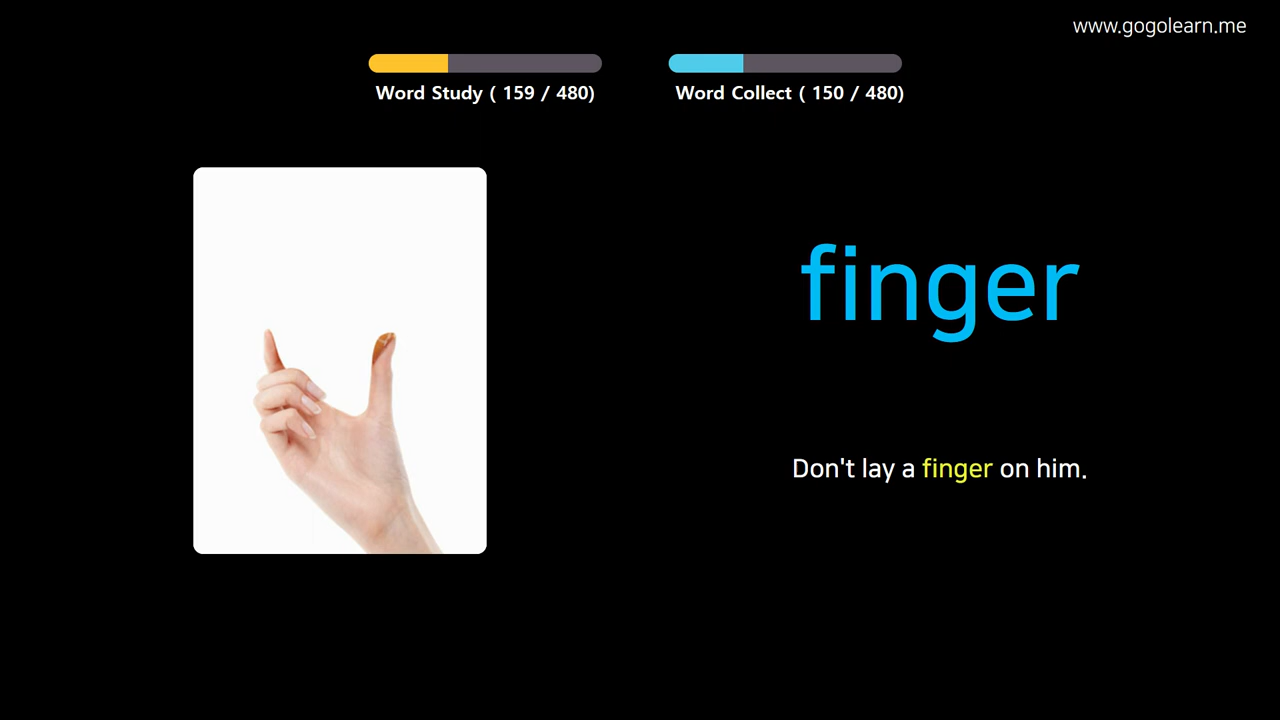 www.gogolearn.me
Word Study ( 159 / 480)
Word Collect ( 150 / 480)
finger
Don't lay a finger on him.